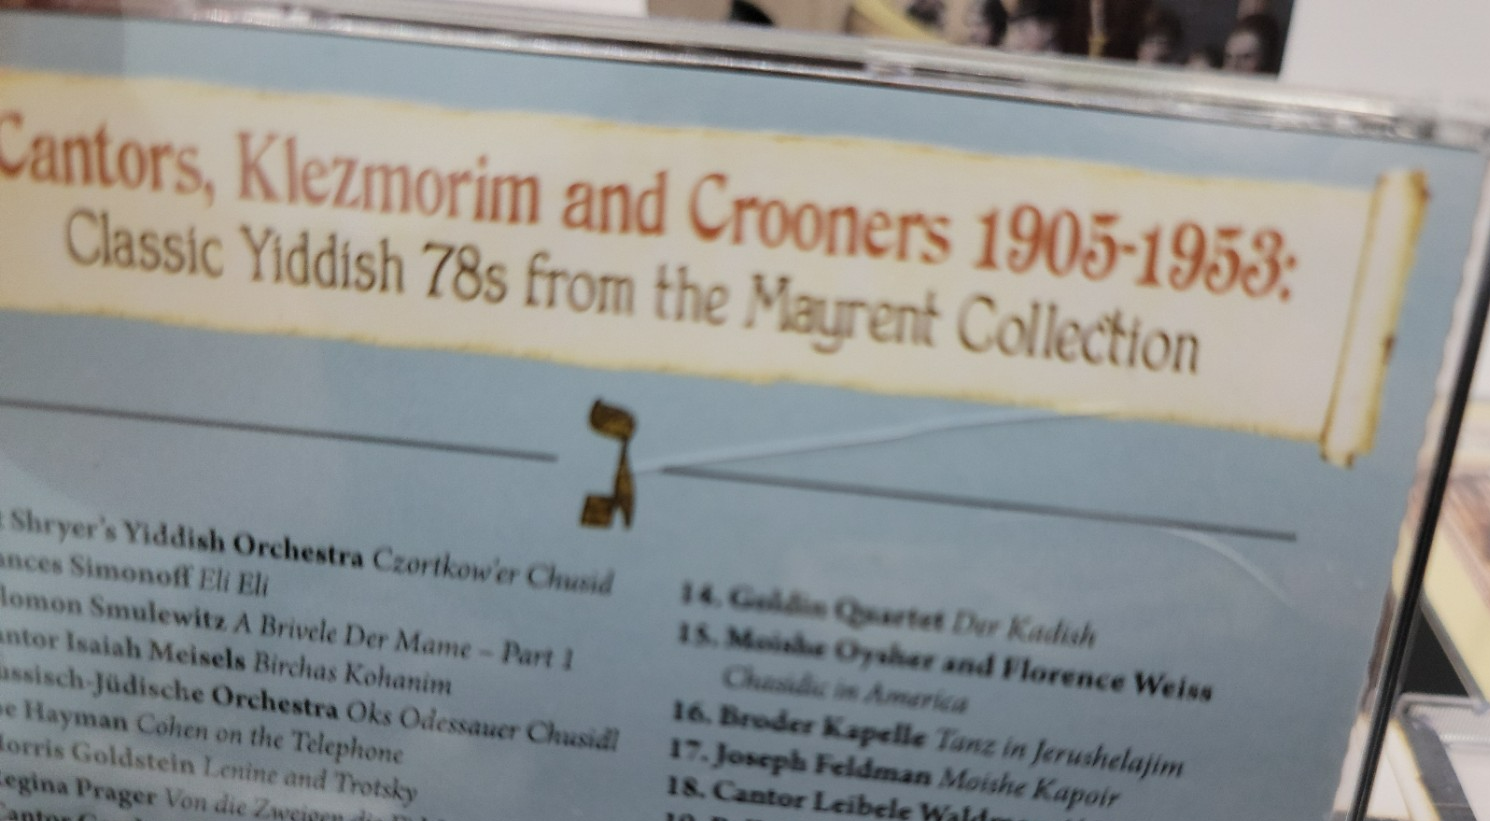 Cantors, Klezmorim and Crooners 1905-1953:
Classic Yiddish 78s from the Mayrent Collection
ג
Shryer's Yiddish Orchestra Czortkow'er Chusid
Simonoff Eli Eli
Smulewitz A Brivele Der Mame – Part 1
Isaiah Meisels Birchas Kohanim
Orchestra Oks Odessauer Chusidl
Hayman Cohen on the Telephone
Goldstein Lenine and Trotsky
Prager Von die Zweigen
14. Goldin Quartet Der Kadish
15. Moishe Oysher and Florence Weiss
Chasidic in America
16. Broder Kapelle Tanz in Jerushelajim
17. Joseph Feldman Moishe Kapoir
18. Cantor Leibele